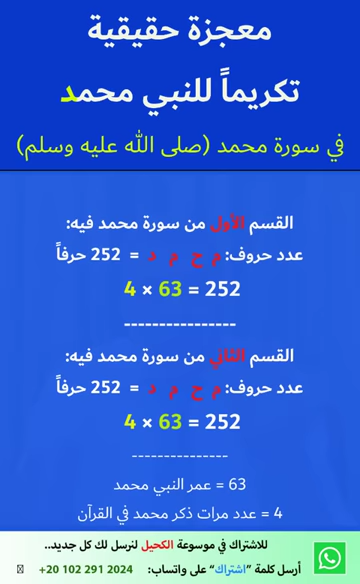 معجزة حقيقية
تكريماً للنبي محمد
في سورة محمد (صلى الله عليه وسلم)
القسم الأول من سورة محمد فيه:
عدد حروف: م ح م د = 252 حرفاً
252 = 63 × 4
----------------
القسم الثاني من سورة محمد فيه:
عدد حروف: م ح م د = 252 حرفاً
252 = 63 × 4
---------------
63 = عمر النبي محمد
4 = عدد مرات ذكر محمد في القرآن
للاشتراك في موسوعة الكحيل لنرسل لك كل جديد..
أرسل كلمة "اشتراك" على واتساب: +20 102 291 2024